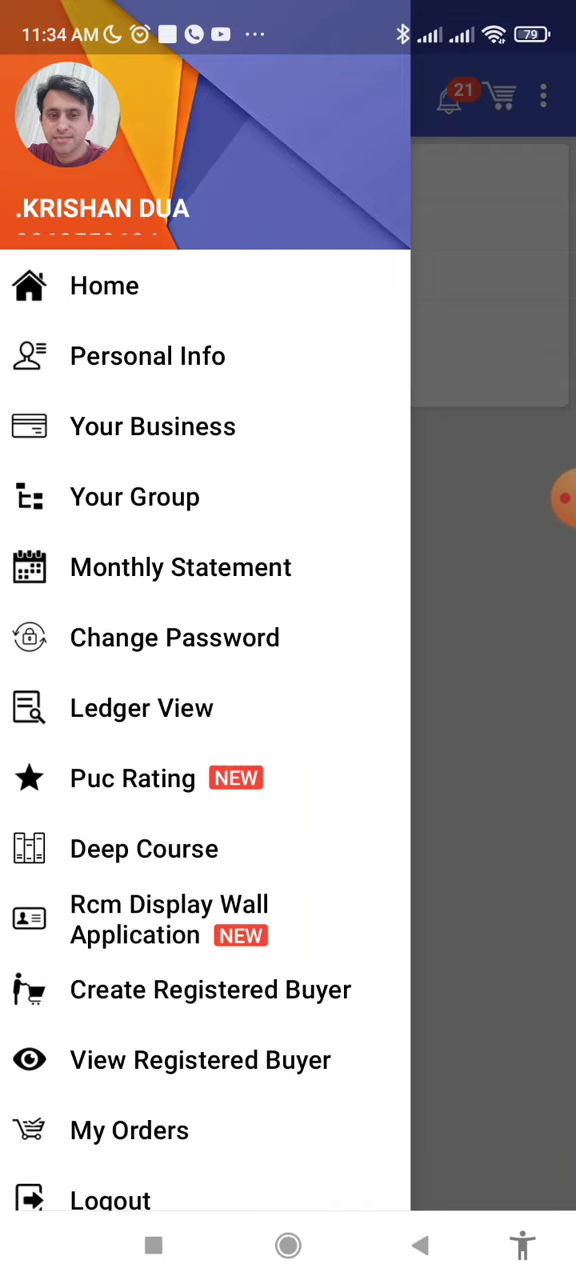 11:34 AM
79
21
.KRISHAN DUA
Home
Personal Info
Your Business
Your Group
Monthly Statement
Change Password
Ledger View
Puc Rating NEW
Deep Course
Rcm Display Wall
Application NEW
Create Registered Buyer
View Registered Buyer
My Orders
Logout